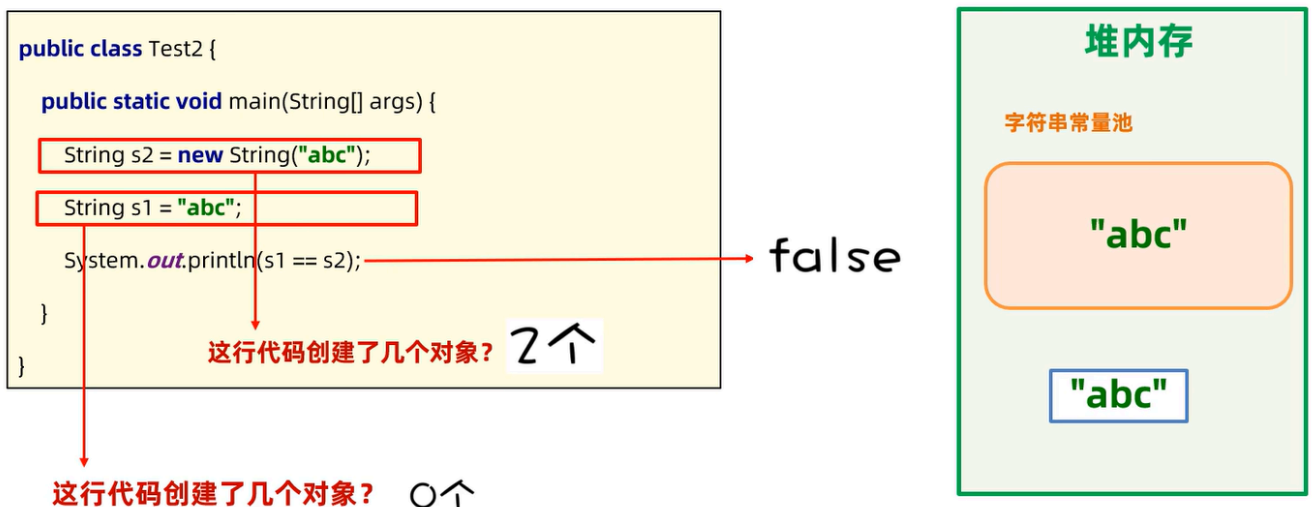 public class Test2 {
public static void main(String[] args) {
String s2 = new String("abc");
String s1 = "abc";
System.out.println(s1 == s2);
false
}
这行代码创建了几个对象？ 2个
}
这行代码创建了几个对象？ 0个
堆内存
字符串常量池
"abc"
"abc"